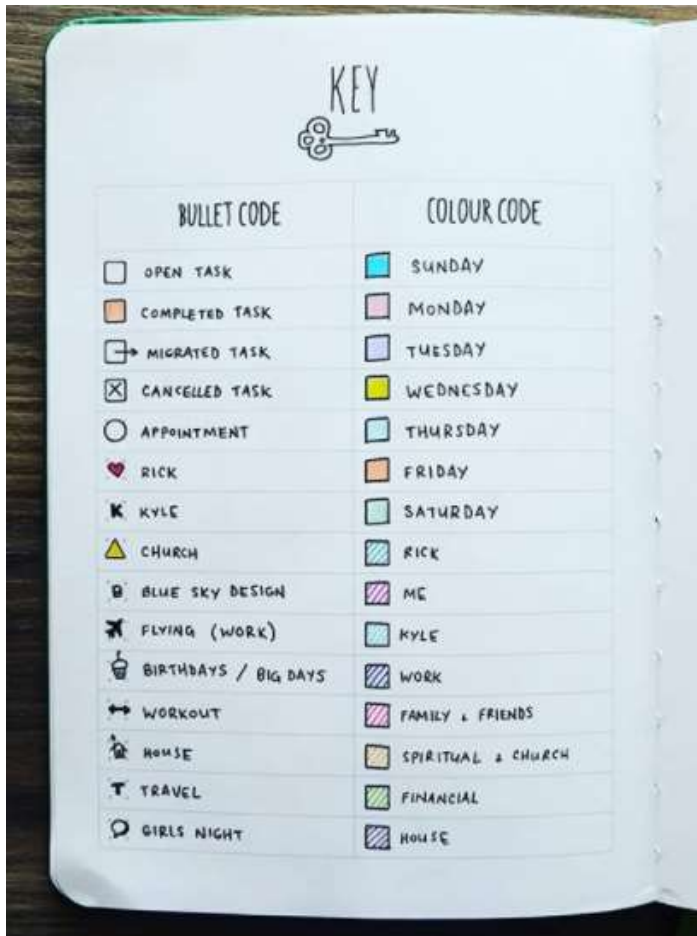 KEY
BULLET CODE
OPEN TASK
COMPLETED TASK
MIGRATED TASK
CANCELLED TASK
APPOINTMENT
RICK
K KYLE
CHURCH
B BLUE SKY DESIGN
FLYING (WORK)
BIRTHDAYS / BIG DAYS
WORKOUT
HOUSE
T TRAVEL
GIRLS NIGHT
COLOUR CODE
SUNDAY
MONDAY
TUESDAY
WEDNESDAY
THURSDAY
FRIDAY
SATURDAY
RICK
ME
KYLE
WORK
FAMILY & FRIENDS
SPIRITUAL & CHURCH
FINANCIAL
HOUSE